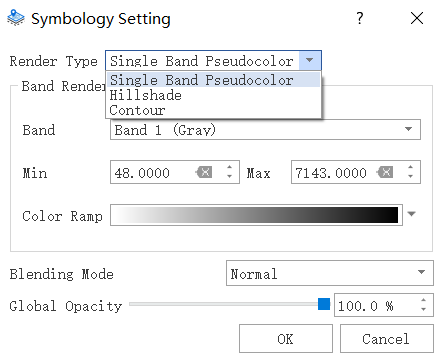 Symbology Setting
Render Type Single Band Pseudocolor
Single Band Pseudocolor
Hillshade
Contour
Band Render
Band Band 1 (Gray)
Min 48.0000 Max 7143.0000
Color Ramp
Blending Mode Normal
Global Opacity 100.0 %
OK Cancel